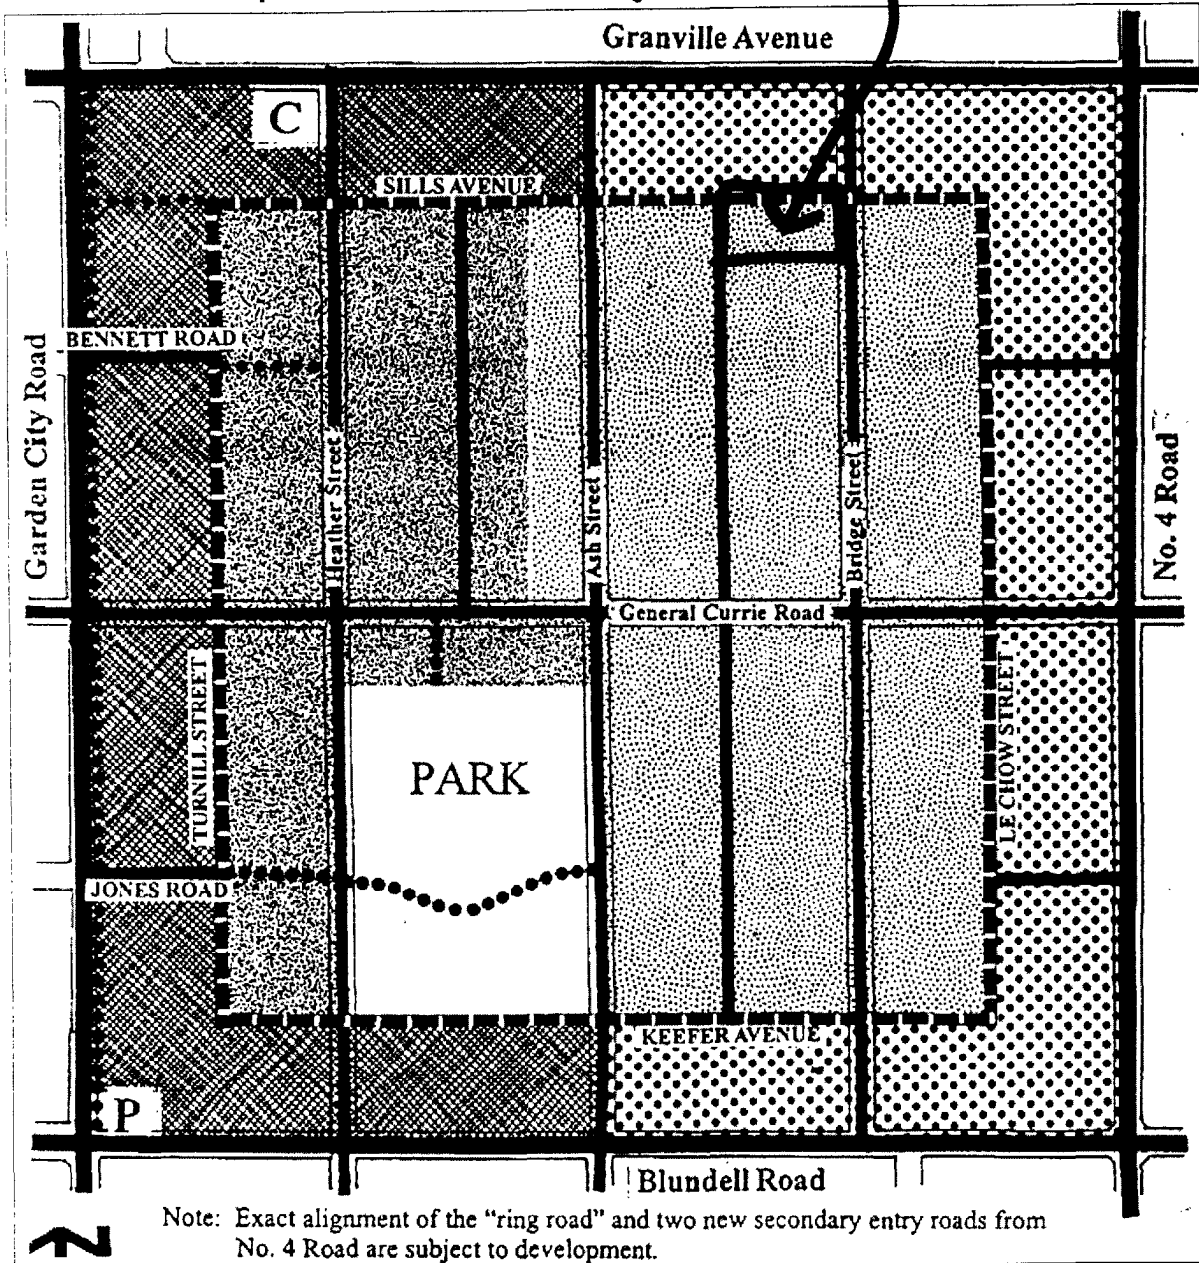 Granville Avenue
C
SILLS AVENUE
BENNETT ROAD
Garden City Road
Heather Street
Ash Street
Bridge Street
No. 4 Road
General Currie Road
TURNILL STREET
PARK
LE CHOW STREET
JONES ROAD
KEEFER AVENUE
P
Blundell Road
Note: Exact alignment of the "ring road" and two new secondary entry roads from
No. 4 Road are subject to development.
N